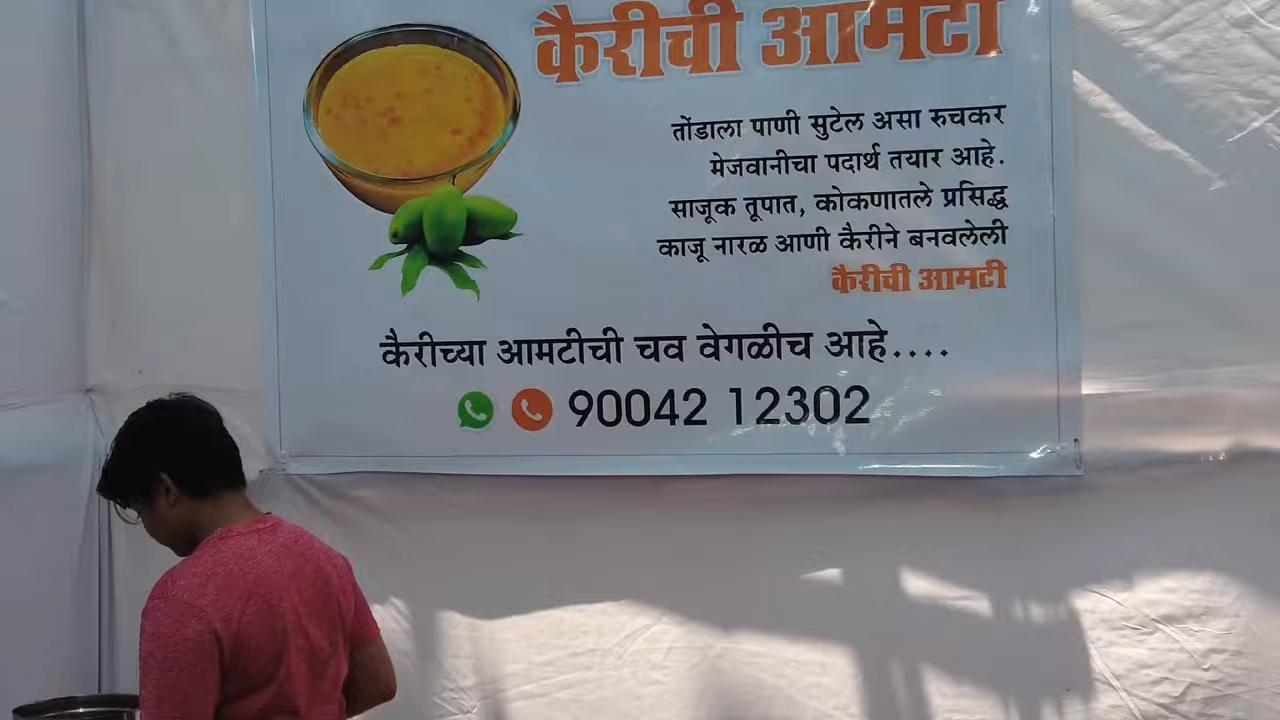 कैरीची आमटी
तोंडाला पाणी सुटेल असा रुचकर
मेजवानीचा पदार्थ तयार आहे.
साजूक तूपात, कोकणातले प्रसिद्ध
काजू नारळ आणी कैरीने बनवलेली
कैरीची आमटी
कैरीच्या आमटीची चव वेगळीच आहे....
90042 12302